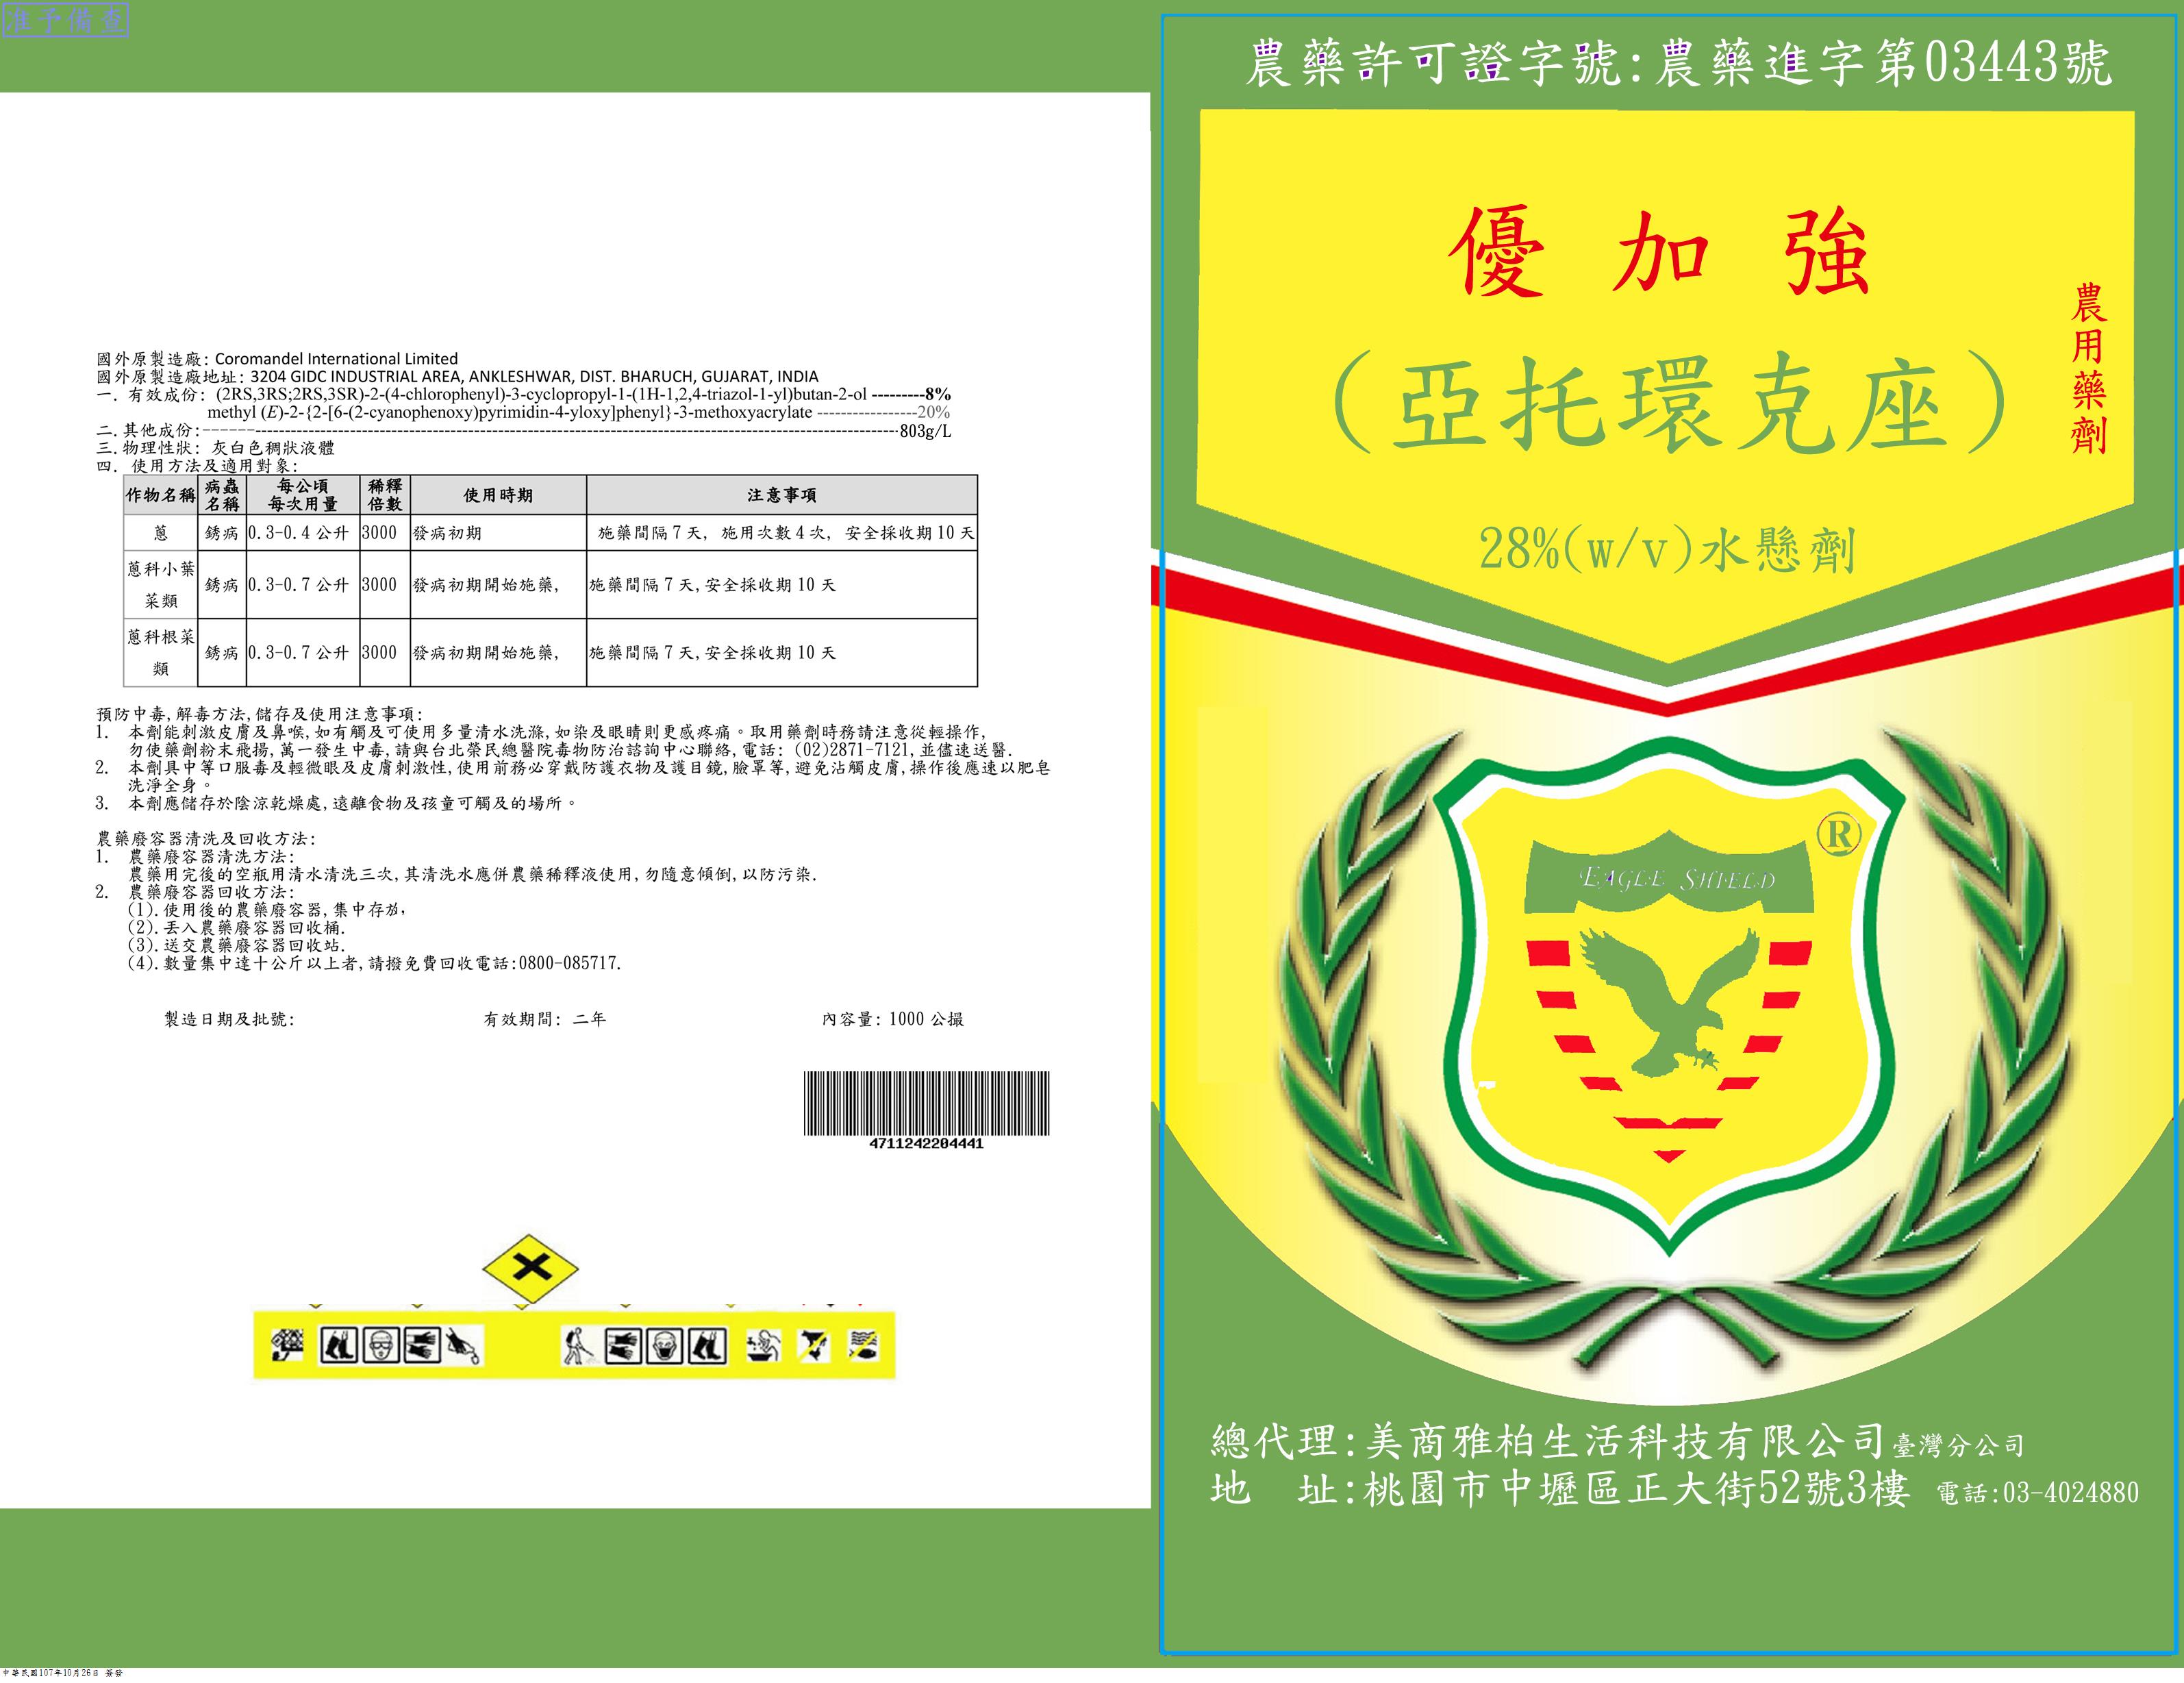 准予備查
國外原製造廠: Coromandel International Limited
國外原製造廠地址: 3204 GIDC INDUSTRIAL AREA, ANKLESHWAR, DIST. BHARUCH, GUJARAT, INDIA
一. 有效成份: (2RS,3RS;2RS,3SR)-2-(4-chlorophenyl)-3-cyclopropyl-1-(1H-1,2,4-triazol-1-yl)butan-2-ol ---------8%
methyl (E)-2-{2-[6-(2-cyanophenoxy)pyrimidin-4-yloxy]phenyl}-3-methoxyacrylate -----------------20%
二.其他成份:--------------------803g/L
三.物理性狀: 灰白色稠狀液體
四. 使用方法及適用對象:
作物名稱 病蟲名稱 每公頃每次用量 稀釋倍數 使用時期 注意事項
蔥 銹病 0.3-0.4 公升 3000 發病初期 施藥間隔 7 天, 施用次數 4 次, 安全採收期 10 天
蔥科小葉菜類 銹病 0.3-0.7 公升 3000 發病初期開始施藥, 施藥間隔 7 天,安全採收期 10 天
蔥科根菜類 銹病 0.3-0.7 公升 3000 發病初期開始施藥, 施藥間隔 7 天,安全採收期 10 天
預防中毒,解毒方法,儲存及使用注意事項:
1. 本劑能刺激皮膚及鼻喉,如有觸及可使用多量清水洗滌,如染及眼睛則更感疼痛。取用藥劑時務請注意從輕操作,
勿使藥劑粉末飛揚,萬一發生中毒,請與台北榮民總醫院毒物防治諮詢中心聯絡,電話: (02)2871-7121,並儘速送醫.
2. 本劑具中等口服毒及輕微眼及皮膚刺激性,使用前務必穿戴防護衣物及護目鏡,臉罩等,避免沾觸皮膚,操作後應速以肥皂
洗淨全身。
3. 本劑應儲存於陰涼乾燥處,遠離食物及孩童可觸及的場所。
農藥廢容器清洗及回收方法:
1. 農藥廢容器清洗方法:
農藥用完後的空瓶用清水清洗三次,其清洗水應併農藥稀釋液使用,勿隨意傾倒,以防污染.
2. 農藥廢容器回收方法:
(1).使用後的農藥廢容器,集中存放,
(2).丟入農藥廢容器回收桶.
(3).送交農藥廢容器回收站.
(4).數量集中達十公斤以上者,請撥免費回收電話:0800-085717.
製造日期及批號: 有效期間: 二年 內容量: 1000 公撮
4711242204441
中華民國107年10月26日 簽發
農藥許可證字號:農藥進字第03443號
優加強
(亞托環克座)
農用藥劑
28%(w/v)水懸劑
®
EAGLE SHIELD
總代理:美商雅柏生活科技有限公司臺灣分公司
地 址:桃園市中壢區正大街52號3樓 電話:03-4024880